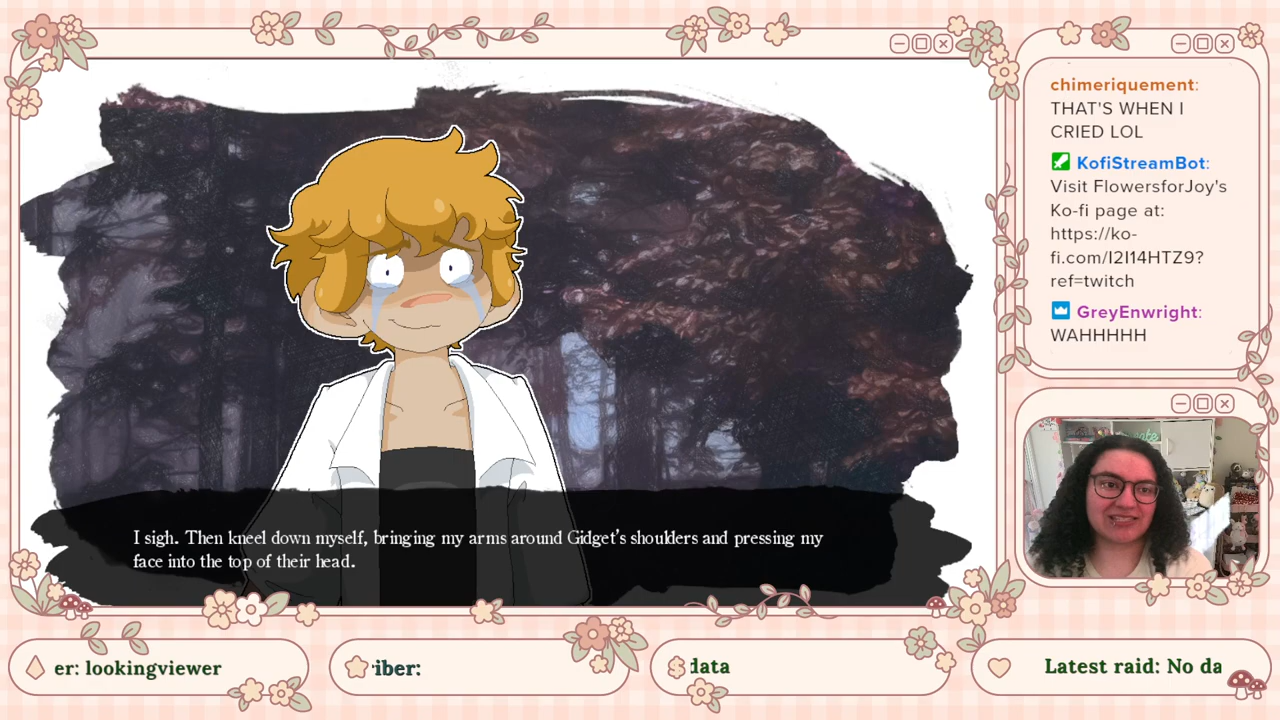 chimeriquement:
THAT'S WHEN I
CRIED LOL
KofiStreamBot:
Visit FlowersforJoy's
Ko-fi page at:
https://ko-
fi.com/I2I14HTZ9?
ref=twitch
GreyEnwright:
WAHHHHH
create
I sigh. Then kneel down myself, bringing my arms around Gidget's shoulders and pressing my
face into the top of their head.
er: lookingviewer
iber:
data
Latest raid: No da